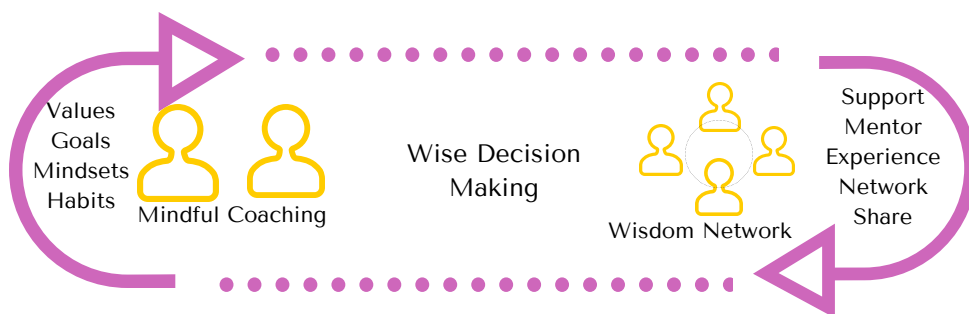 Values
Goals
Mindsets
Habits
Mindful Coaching
Wise Decision
Making
Wisdom Network
Support
Mentor
Experience
Network
Share